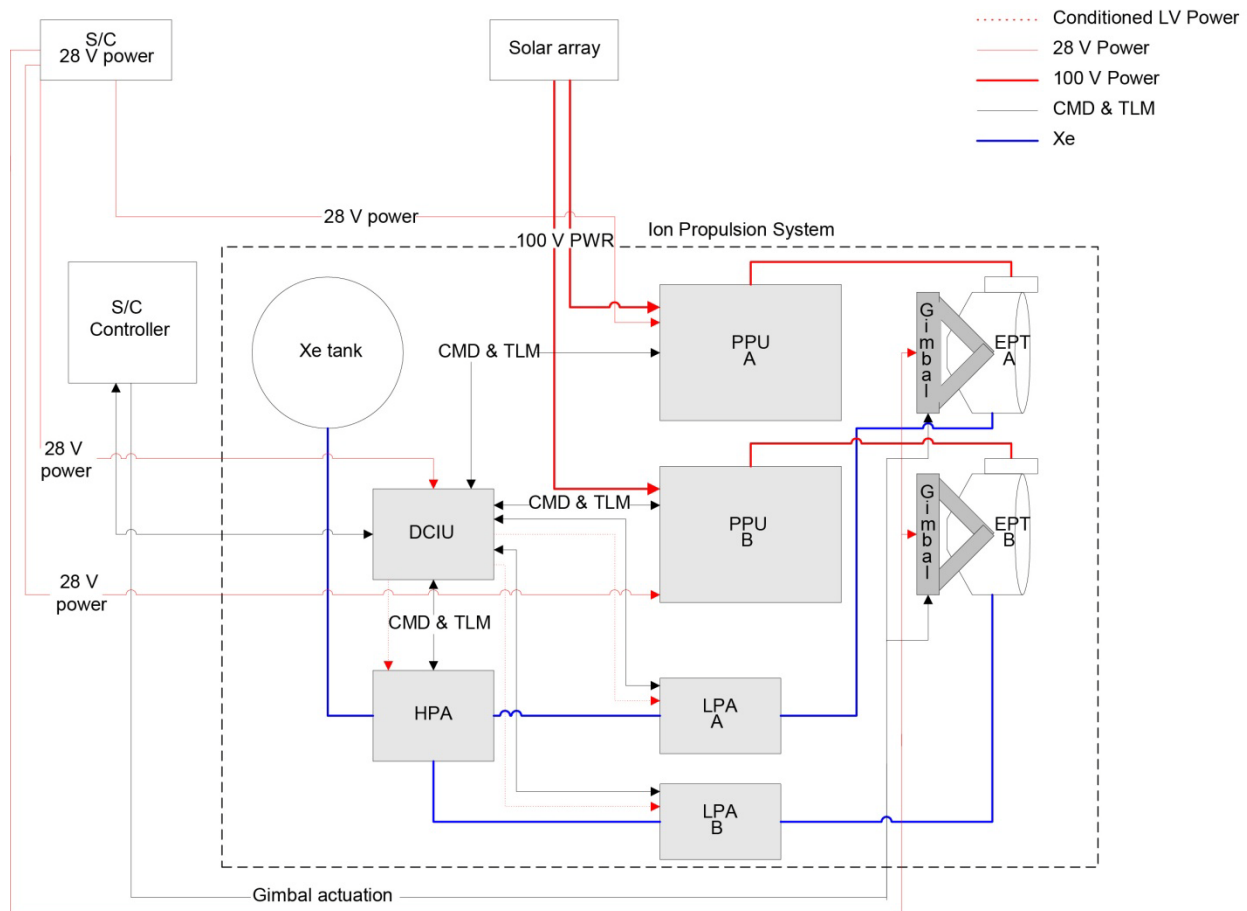 S/C
28 V power
Solar array
Conditioned LV Power
28 V Power
100 V Power
CMD & TLM
Xe
28 V power
100 V PWR
Ion Propulsion System
S/C
Controller
Xe tank
CMD & TLM
PPU
A
Gimbal
EPT
A
28 V
power
DCIU
CMD & TLM
PPU
B
Gimbal
EPT
B
28 V
power
CMD & TLM
HPA
LPA
A
LPA
B
Gimbal actuation